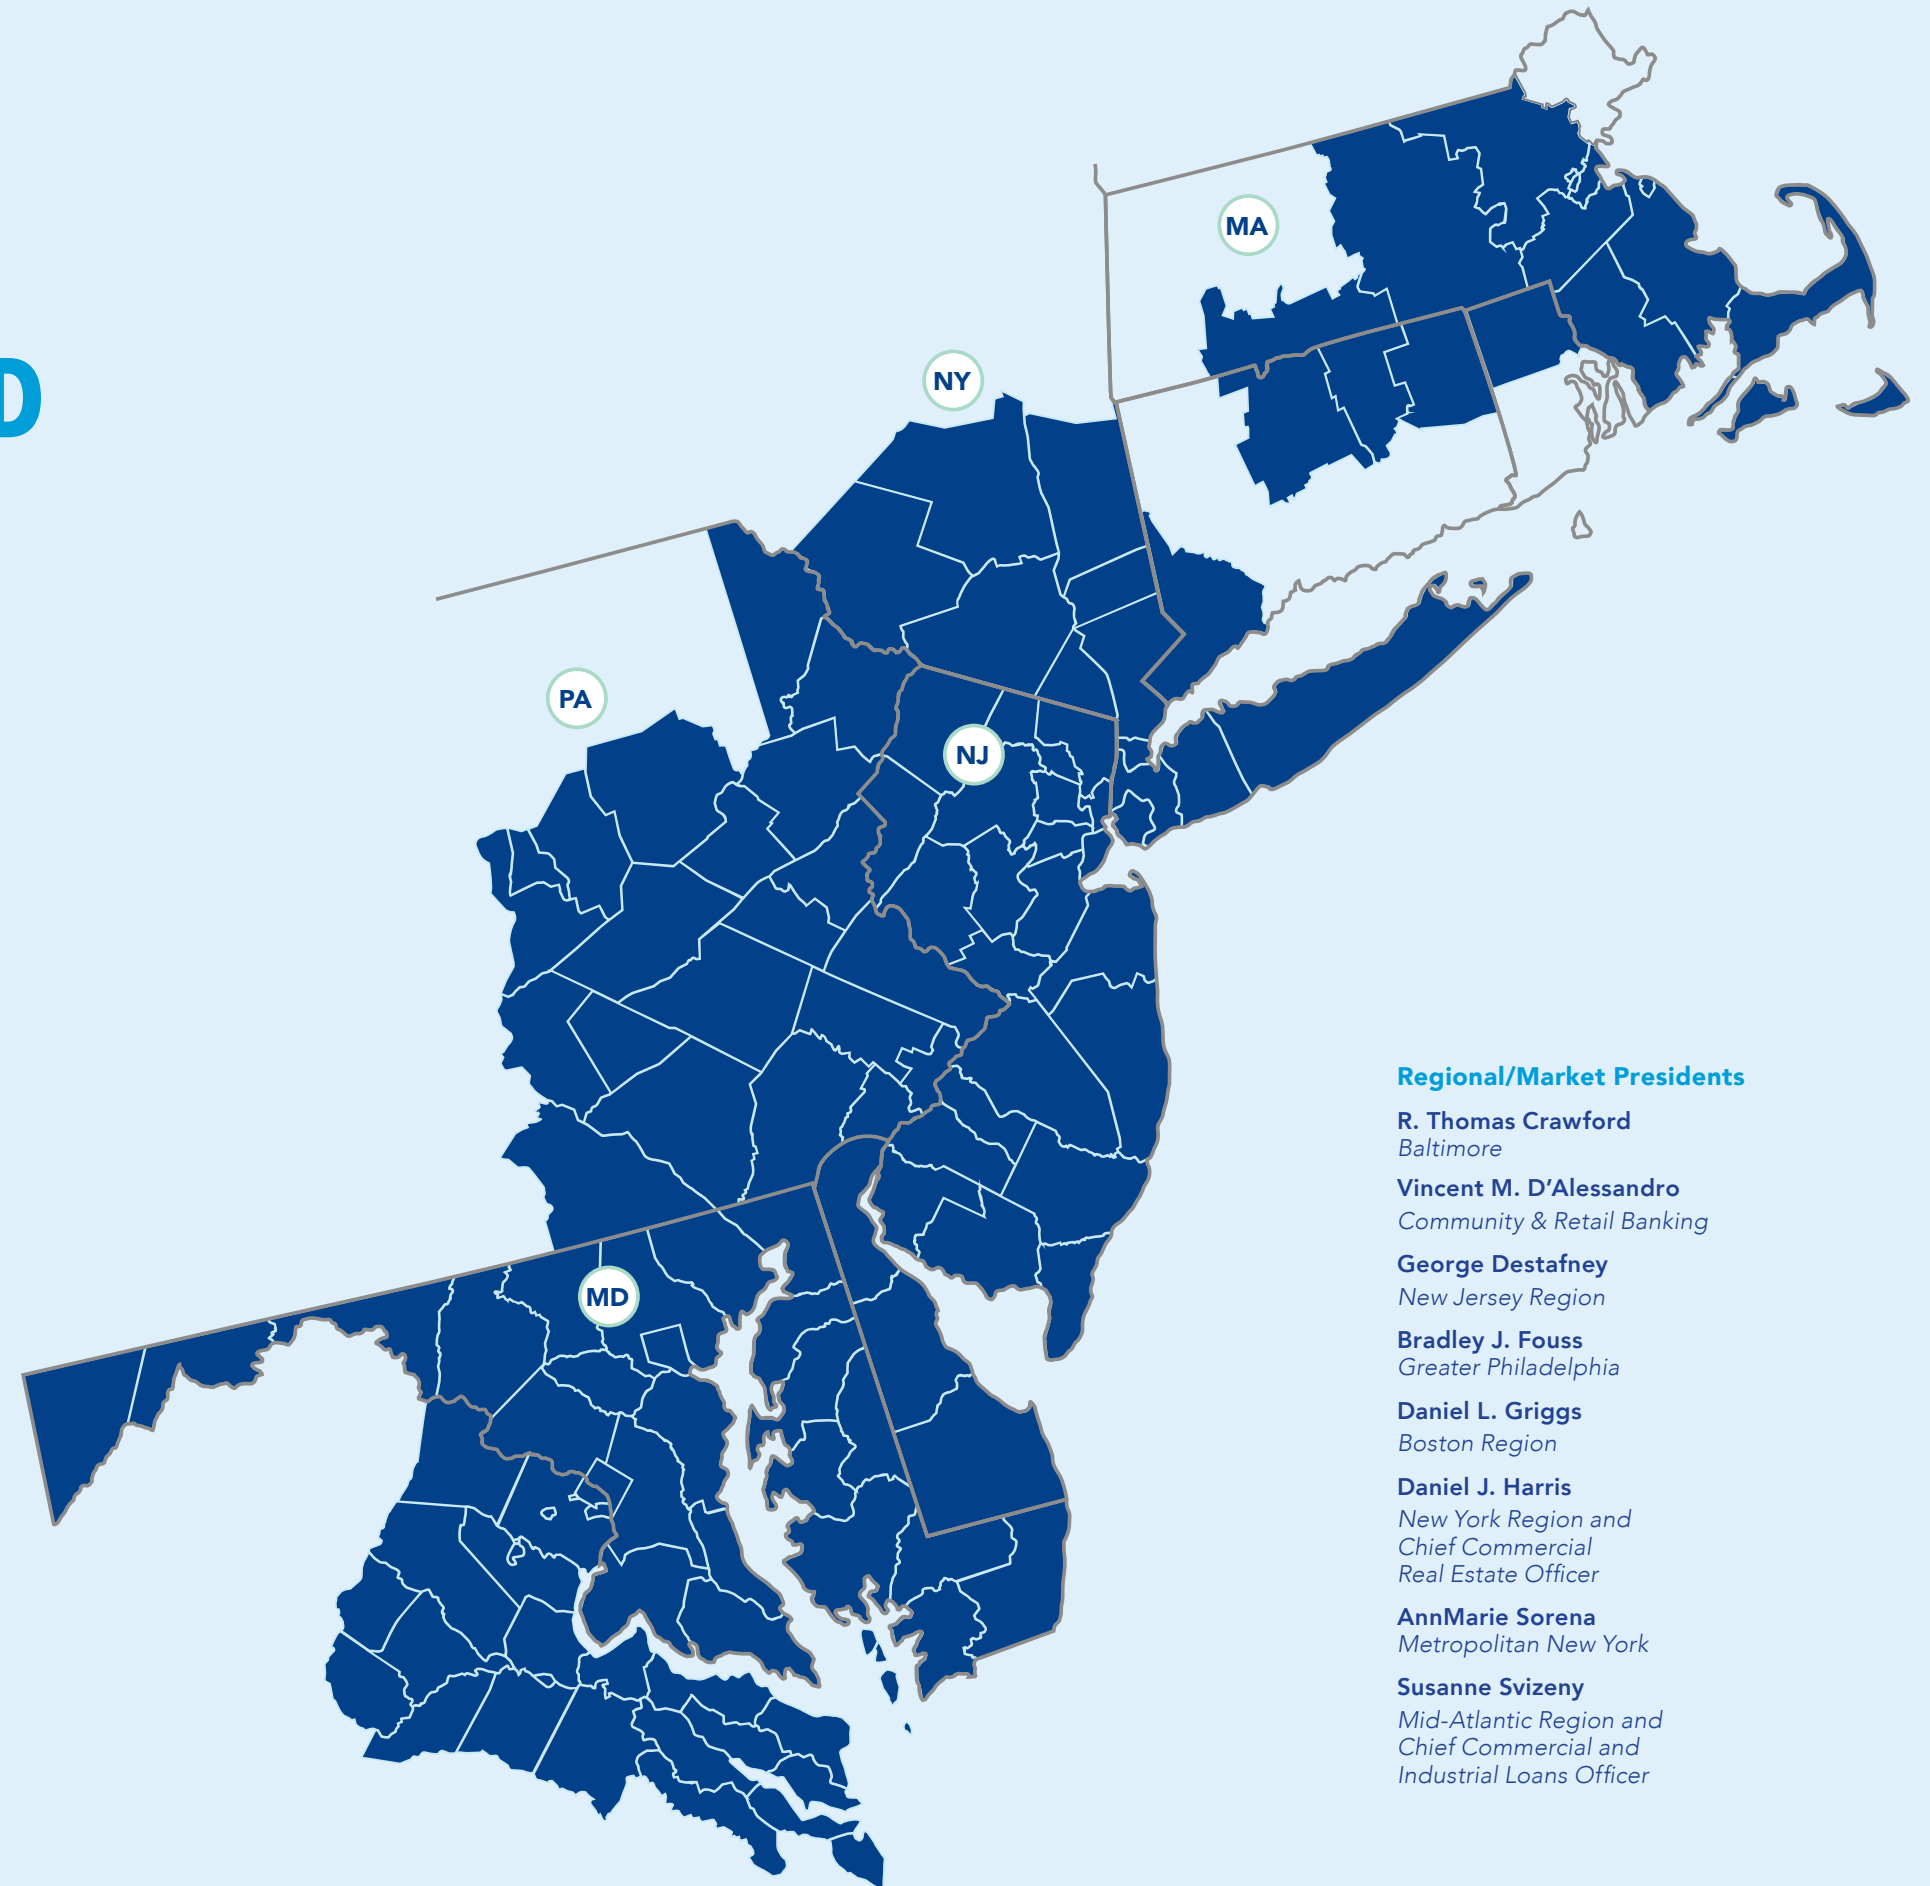 D
MA
NY
PA
NJ
MD
Regional/Market Presidents
R. Thomas Crawford
Baltimore
Vincent M. D’Alessandro
Community & Retail Banking
George Destafney
New Jersey Region
Bradley J. Fouss
Greater Philadelphia
Daniel L. Griggs
Boston Region
Daniel J. Harris
New York Region and
Chief Commercial
Real Estate Officer
AnnMarie Sorena
Metropolitan New York
Susanne Svizeny
Mid-Atlantic Region and
Chief Commercial and
Industrial Loans Officer